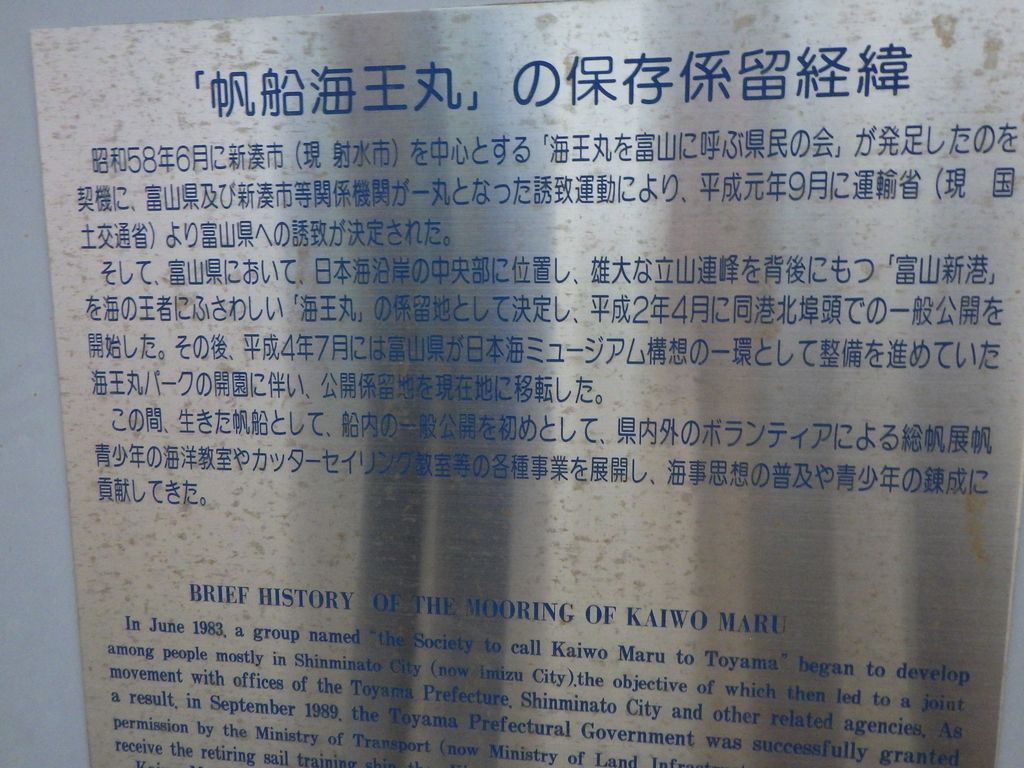 「帆船海王丸」の保存係留経緯
昭和58年6月に新湊市（現 射水市）を中心とする「海王丸を富山に呼ぶ県民の会」が発足したのを
契機に、富山県及び新湊市等関係機関が一丸となった誘致運動により、平成元年9月に運輸省（現 国
土交通省）より富山県への誘致が決定された。
そして、富山県において、日本海沿岸の中央部に位置し、雄大な立山連峰を背後にもつ「富山新港」
を海の王者にふさわしい「海王丸」の係留地として決定し、平成2年4月に同港北埠頭での一般公開を
開始した。その後、平成4年7月には富山県が日本海ミュージアム構想の一環として整備を進めていた
海王丸パークの開園に伴い、公開係留地を現在地に移転した。
この間、生きた帆船として、船内の一般公開を初めとして、県内外のボランティアによる総帆展帆
青少年の海洋教室やカッターセイリング教室等の各種事業を展開し、海事思想の普及や青少年の錬成に
貢献してきた。
BRIEF HISTORY OF THE MOORING OF KAIWO MARU
In June 1983, a group named "the Society to call Kaiwo Maru to Toyama" began to develop
among people mostly in Shinminato City (now Imizu City),the objective of which then led to a joint
movement with offices of the Toyama Prefecture, Shinminato City and other related agencies. As
a result, in September 1989, the Toyama Prefectural Government was successfully granted
permission by the Ministry of Transport (now Ministry of Land
receive the retiring sail training ship